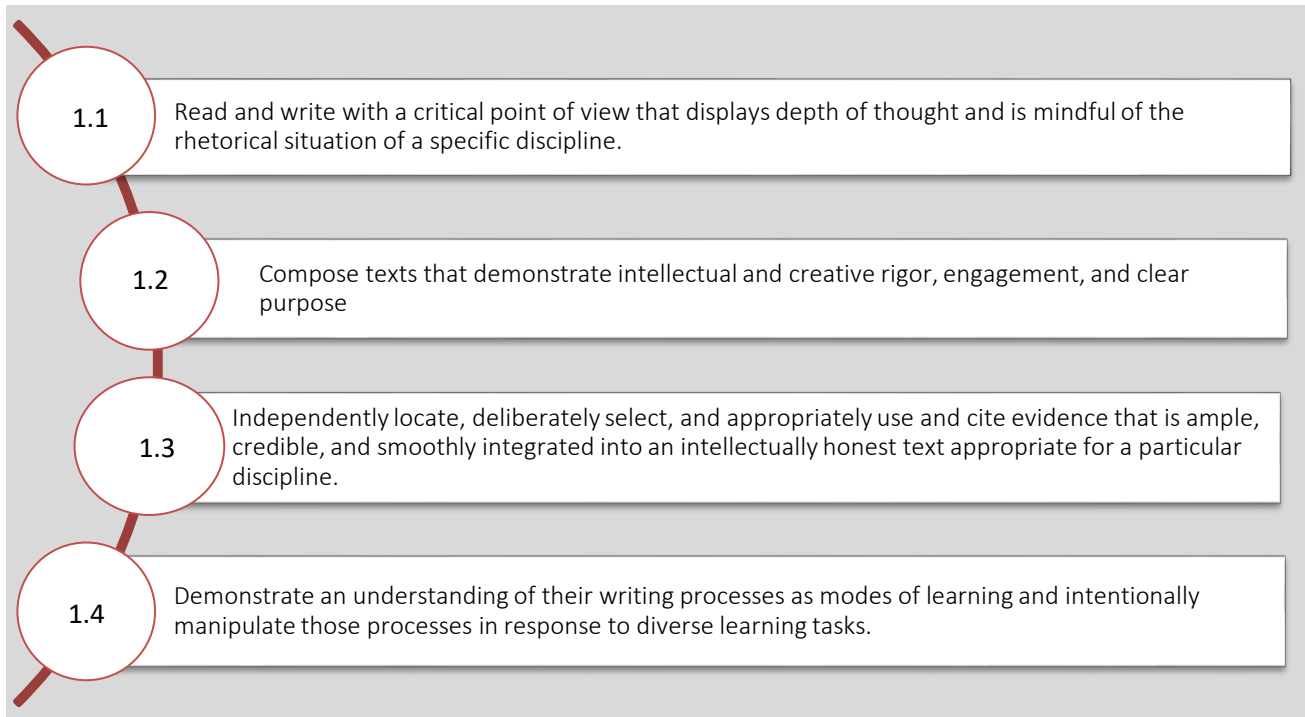 1.1
Read and write with a critical point of view that displays depth of thought and is mindful of the
rhetorical situation of a specific discipline.
1.2
Compose texts that demonstrate intellectual and creative rigor, engagement, and clear
purpose
1.3
Independently locate, deliberately select, and appropriately use and cite evidence that is ample,
credible, and smoothly integrated into an intellectually honest text appropriate for a particular
discipline.
1.4
Demonstrate an understanding of their writing processes as modes of learning and intentionally
manipulate those processes in response to diverse learning tasks.